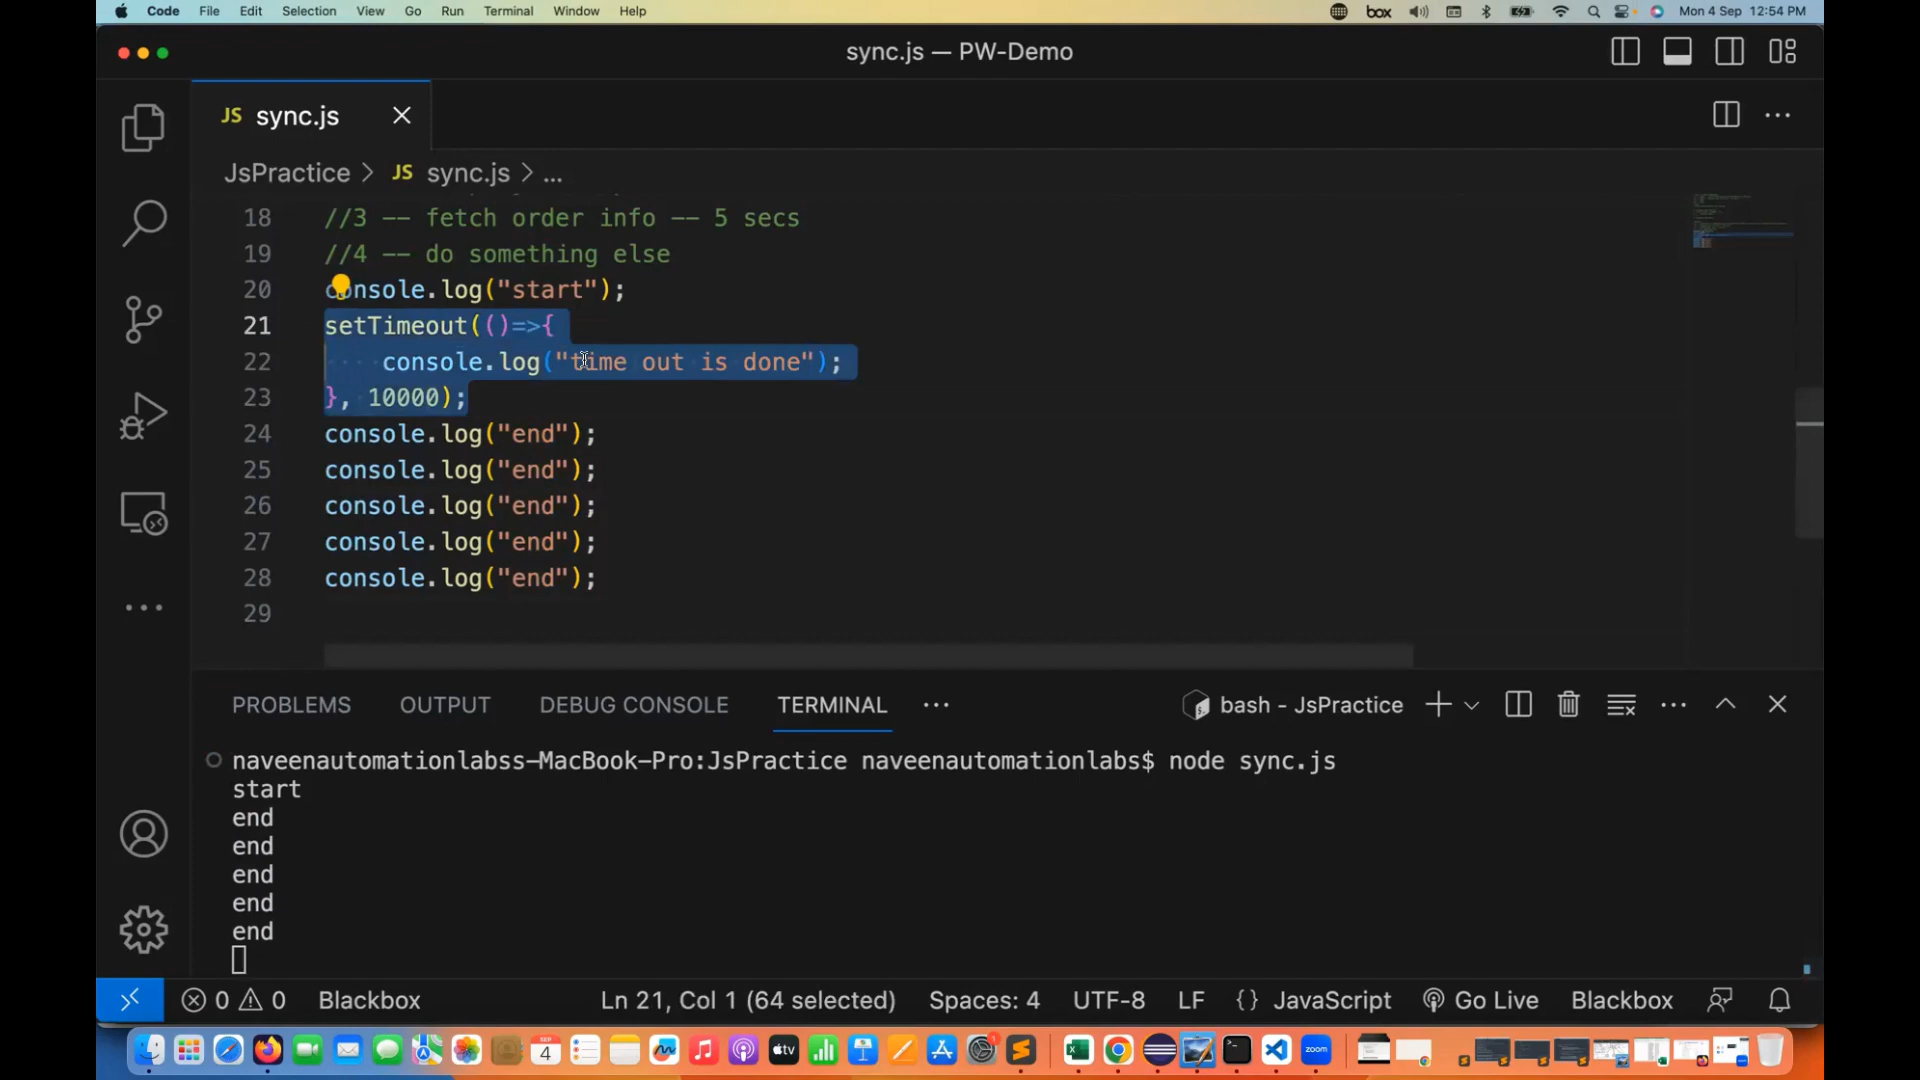 Code File Edit Selection View Go Run Terminal Window Help box Mon 4 Sep 12:54 PM
sync.js — PW-Demo
JS sync.js
JsPractice > JS sync.js > ...
18 //3 -- fetch order info -- 5 secs
19 //4 -- do something else
20 console.log("start");
21 setTimeout(()=>{
22 console.log("time out is done");
23 }, 10000);
24 console.log("end");
25 console.log("end");
26 console.log("end");
27 console.log("end");
28 console.log("end");
29
PROBLEMS OUTPUT DEBUG CONSOLE TERMINAL ... bash - JsPractice
naveenautomationlabss-MacBook-Pro:JsPractice naveenautomationlabs$ node sync.js
start
end
end
end
end
end
0 0 Blackbox Ln 21, Col 1 (64 selected) Spaces: 4 UTF-8 LF {} JavaScript Go Live Blackbox
SEP 4 tv zoom